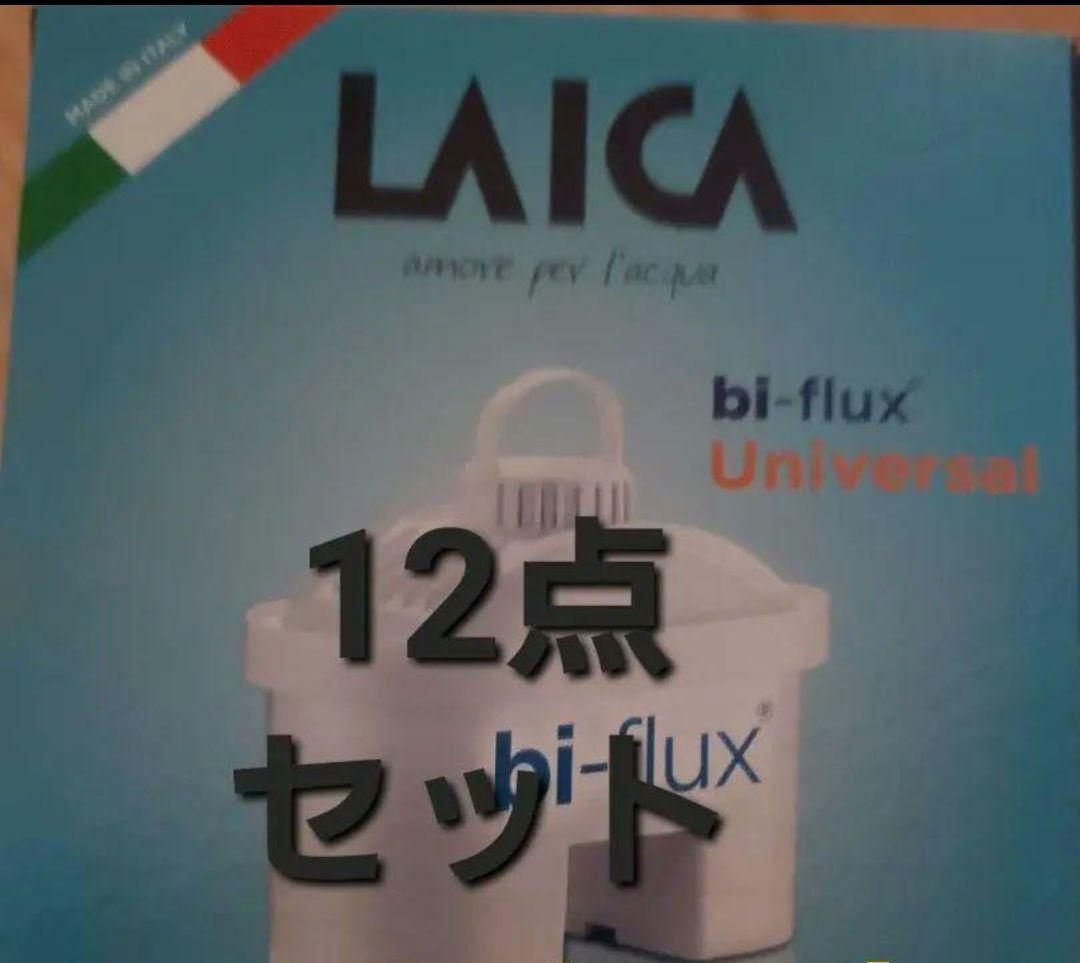 MADE IN ITALY
LAICA
amore per l'acqua
bi-flux
Universal
12点
bi-flux®
セット